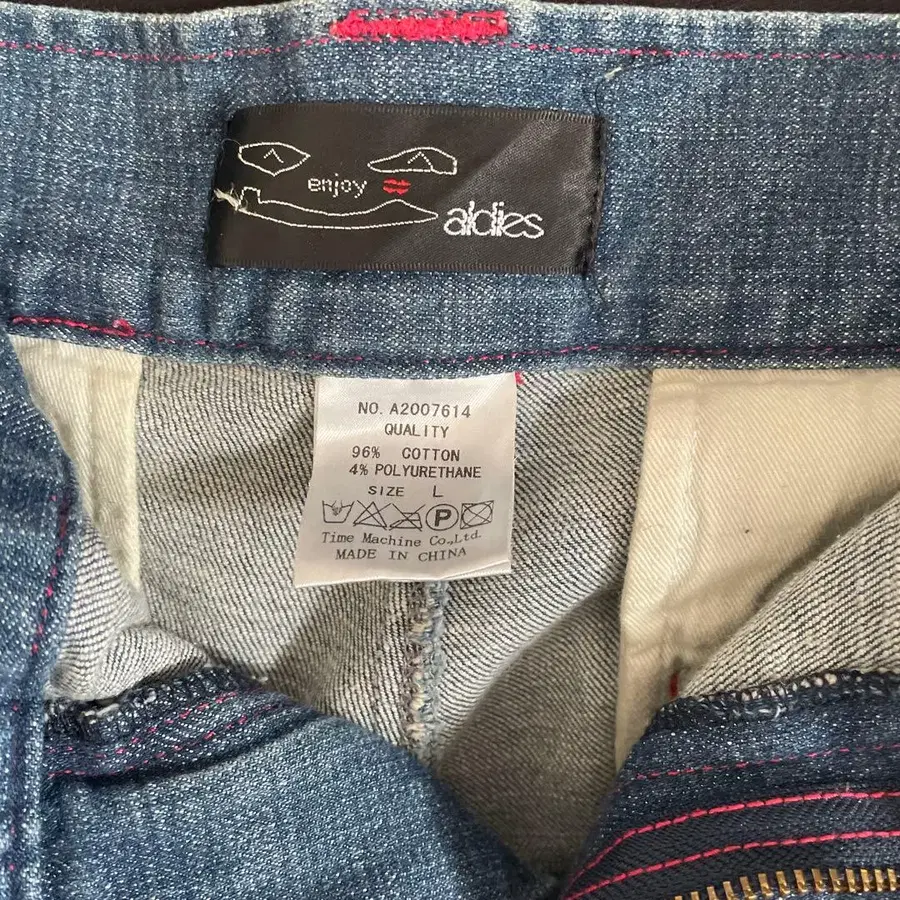 enjoy
aldies
NO. A2007614
QUALITY
96% COTTON
4% POLYURETHANE
SIZE L
P
Time Machine Co.,Ltd.
MADE IN CHINA